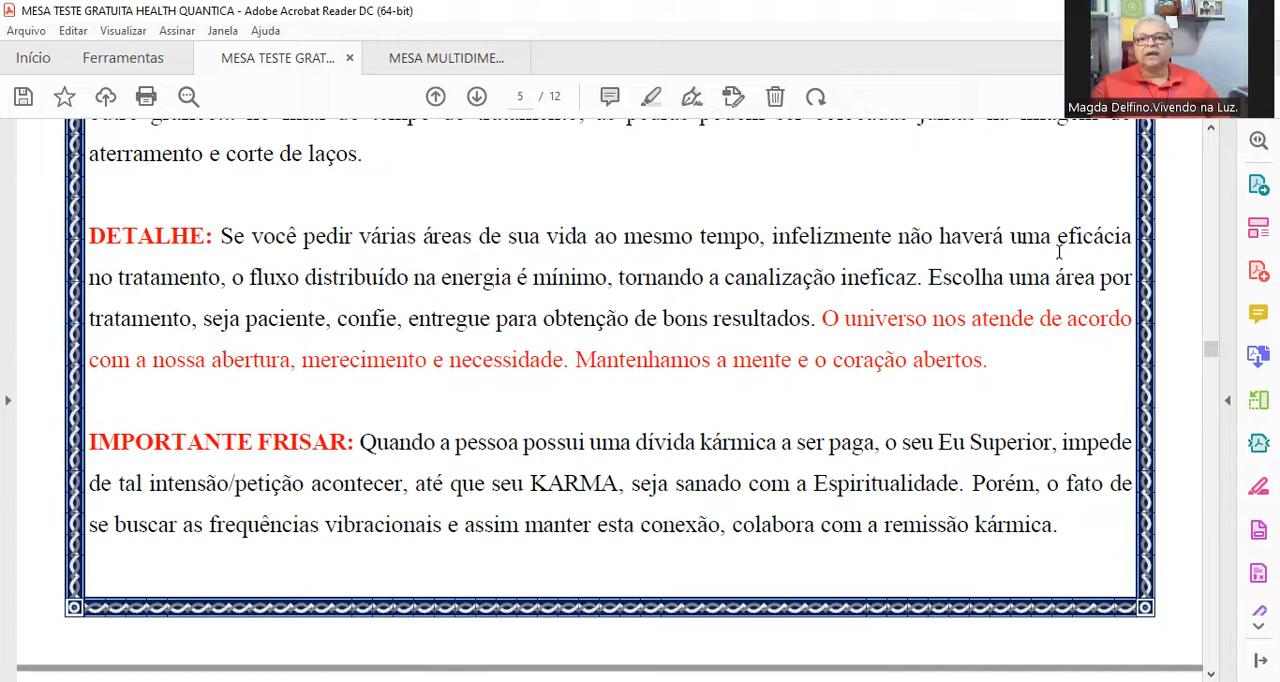 MESA TESTE GRATUITA HEALTH QUANTICA - Adobe Acrobat Reader DC (64-bit)
Arquivo Editar Visualizar Assinar Janela Ajuda
Início Ferramentas MESA TESTE GRAT... × MESA MULTIDIME...
5 / 12
Magda Delfino.Vivendo na Luz.
aterramento e corte de laços.
DETALHE: Se você pedir várias áreas de sua vida ao mesmo tempo, infelizmente não haverá uma eficácia
no tratamento, o fluxo distribuído na energia é mínimo, tornando a canalização ineficaz. Escolha uma área por
tratamento, seja paciente, confie, entregue para obtenção de bons resultados. O universo nos atende de acordo
com a nossa abertura, merecimento e necessidade. Mantenhamos a mente e o coração abertos.
IMPORTANTE FRISAR: Quando a pessoa possui uma dívida kármica a ser paga, o seu Eu Superior, impede
de tal intensão/petição acontecer, até que seu KARMA, seja sanado com a Espiritualidade. Porém, o fato de
se buscar as frequências vibracionais e assim manter esta conexão, colabora com a remissão kármica.